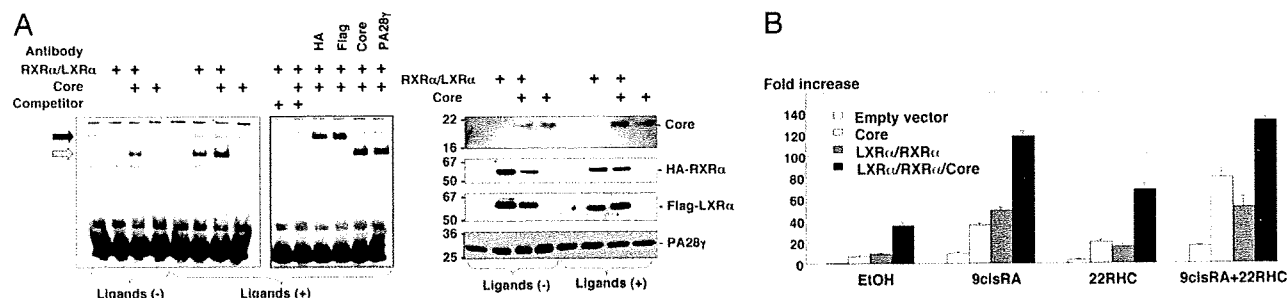 A
Antibody
HA
Flag
Core
PA28γ
RXRα/LXRα + + + + + + + + + +
Core + + + + + + + + +
Competitor + +
Ligands (-)
Ligands (+)
RXRα/LXRα + + + +
Core + + + +
22
16
Core
67
50
HA-RXRα
67
50
Flag-LXRα
36
25
PA28γ
Ligands (-)
Ligands (+)
B
Fold increase
140
120
100
80
60
40
20
0
Empty vector
Core
LXRα/RXRα
LXRα/RXRα/Core
EtOH
9cisRA
22RHC
9cisRA+22RHC